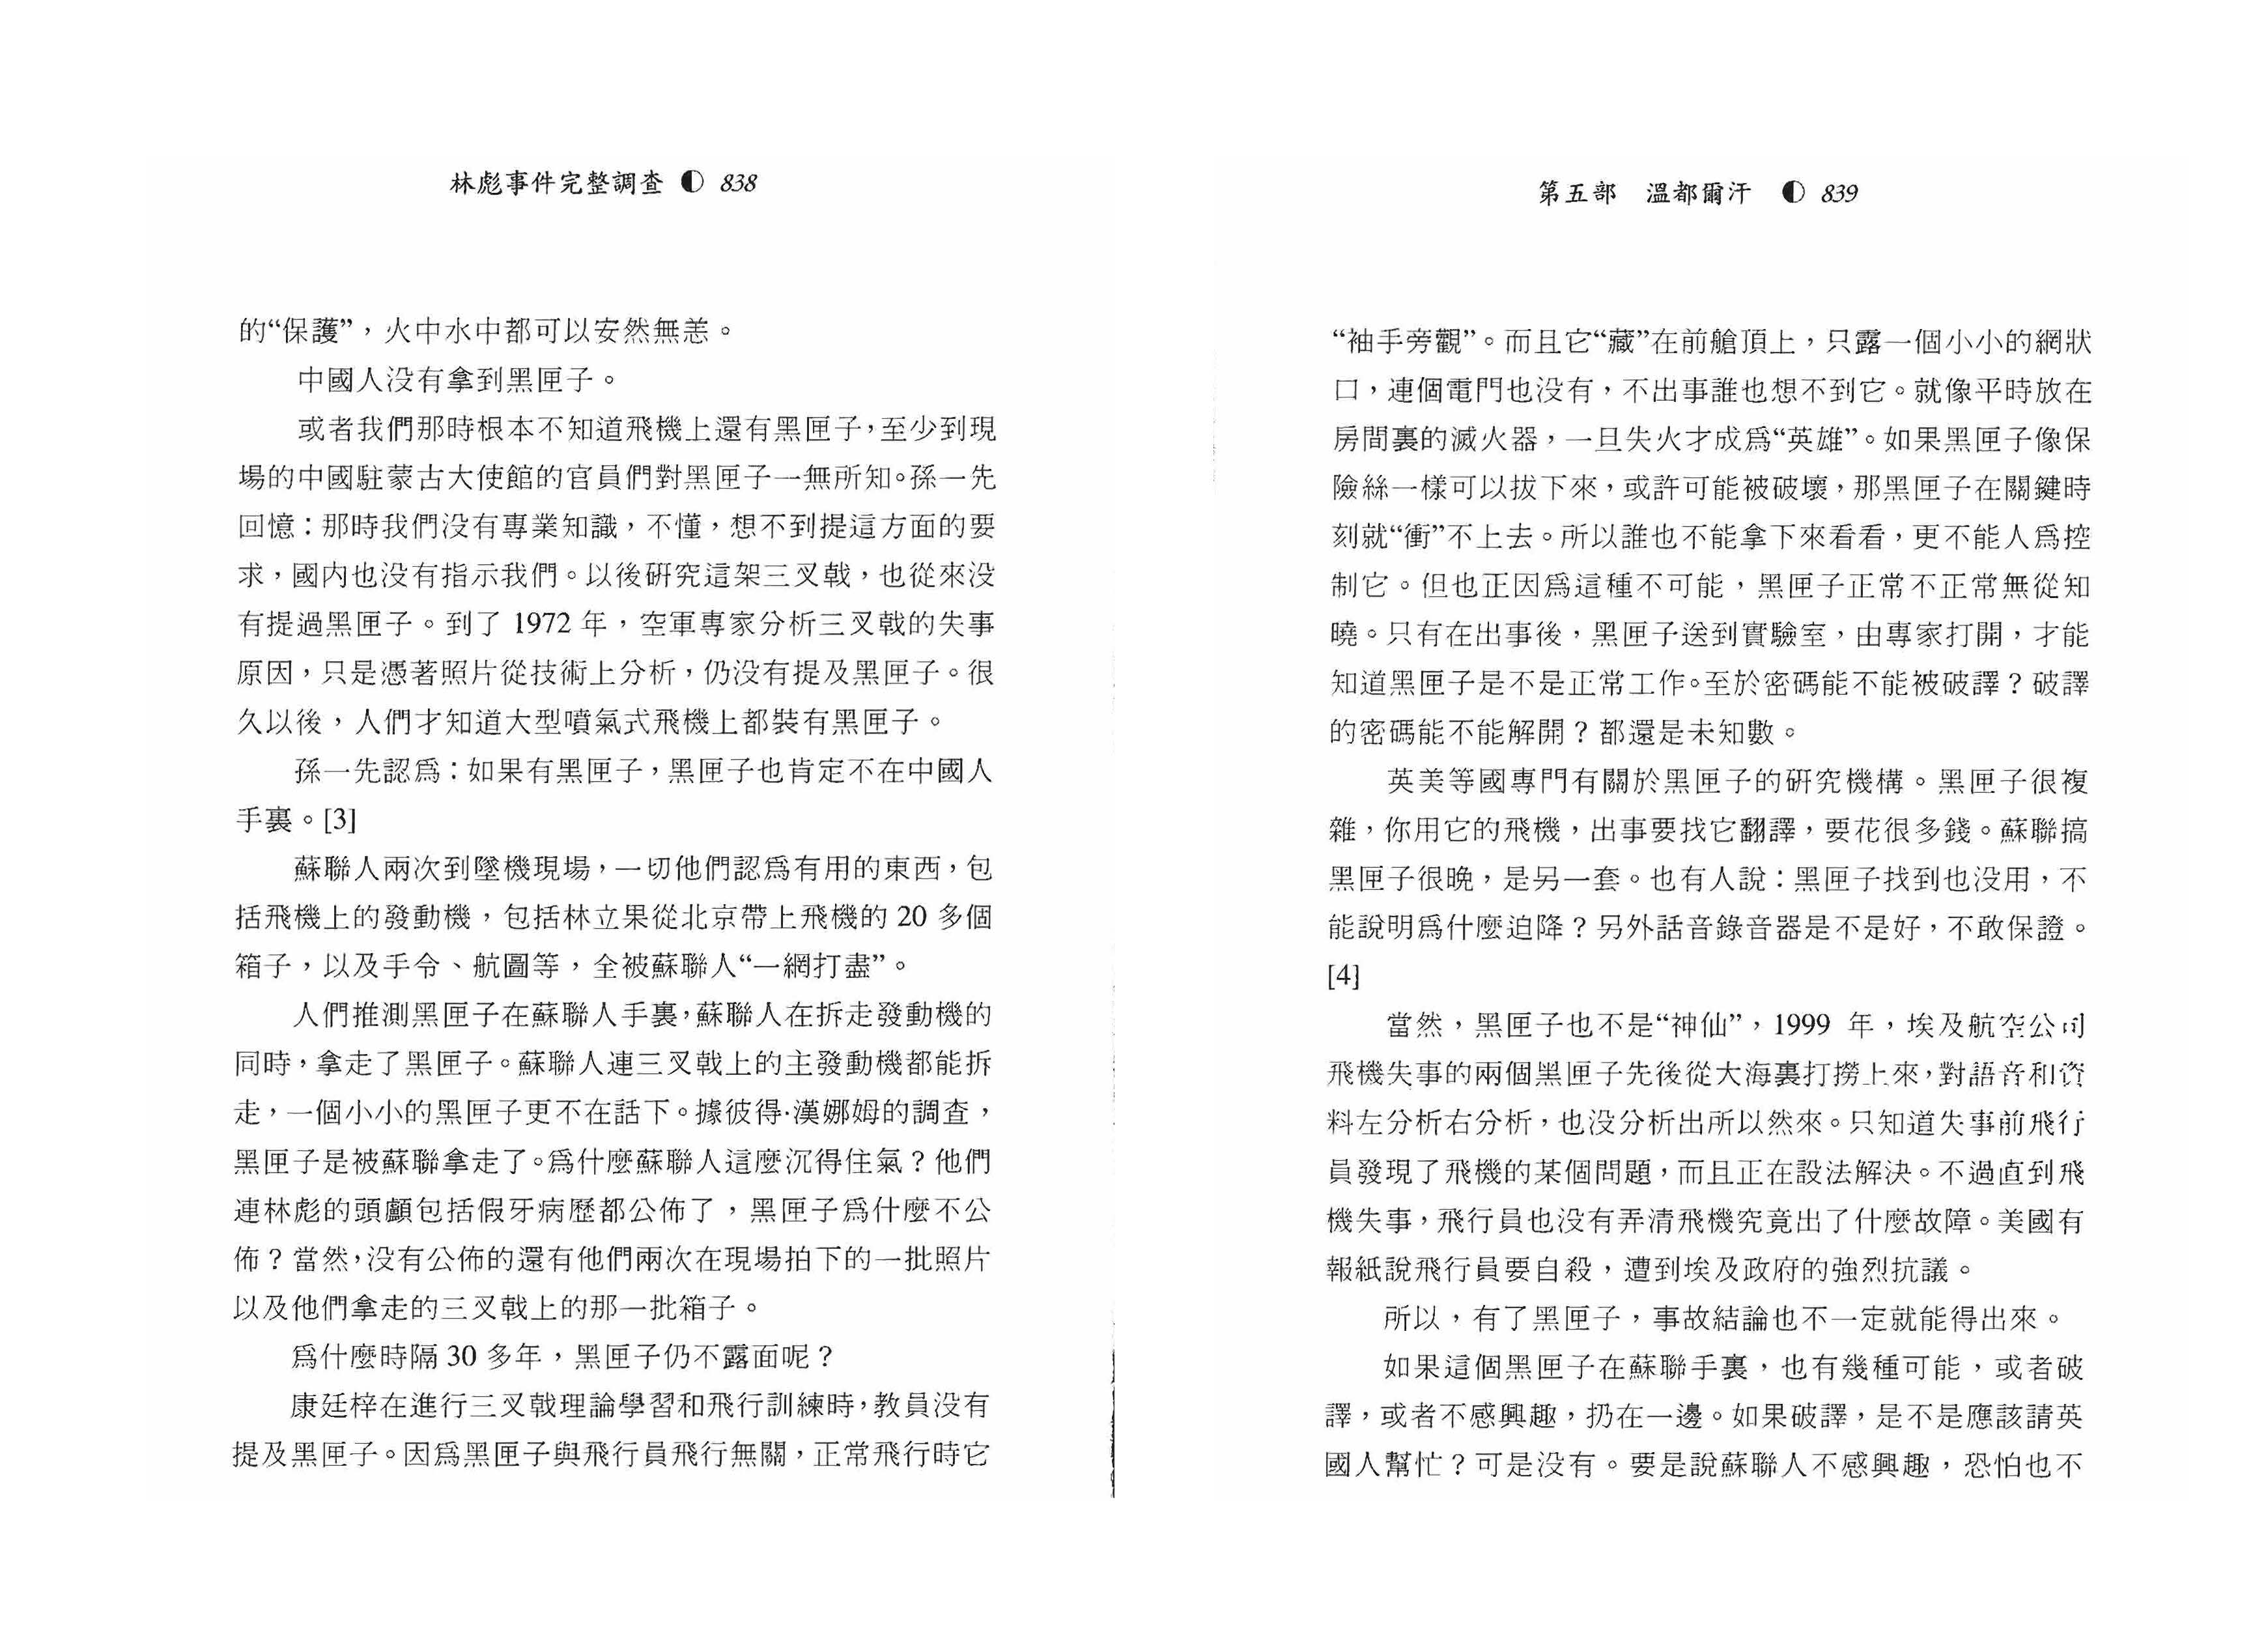 林彪事件完整調查 ◐ 838
的“保護”，火中水中都可以安然無恙。
中國人没有拿到黑匣子。
或者我們那時根本不知道飛機上還有黑匣子，至少到現
場的中國駐蒙古大使館的官員們對黑匣子一無所知。孫一先
回憶：那時我們没有專業知識，不懂，想不到提這方面的要
求，國内也没有指示我們。以後研究這架三叉戟，也從來没
有提過黑匣子。到了 1972 年，空軍專家分析三叉戟的失事
原因，只是憑著照片從技術上分析，仍没有提及黑匣子。很
久以後，人們才知道大型噴氣式飛機上都裝有黑匣子。
孫一先認爲：如果有黑匣子，黑匣子也肯定不在中國人
手裏。[3]
蘇聯人兩次到墜機現場，一切他們認爲有用的東西，包
括飛機上的發動機，包括林立果從北京帶上飛機的 20 多個
箱子，以及手令、航圖等，全被蘇聯人“一網打盡”。
人們推測黑匣子在蘇聯人手裏，蘇聯人在拆走發動機的
同時，拿走了黑匣子。蘇聯人連三叉戟上的主發動機都能拆
走，一個小小的黑匣子更不在話下。據彼得·漢娜姆的調查，
黑匣子是被蘇聯拿走了。爲什麼蘇聯人這麼沉得住氣？他們
連林彪的頭顱包括假牙病歷都公佈了，黑匣子爲什麼不公
佈？當然，没有公佈的還有他們兩次在現場拍下的一批照片
以及他們拿走的三叉戟上的那一批箱子。
爲什麼時隔 30 多年，黑匣子仍不露面呢？
康廷梓在進行三叉戟理論學習和飛行訓練時，教員没有
提及黑匣子。因爲黑匣子與飛行員飛行無關，正常飛行時它
第五部 溫都爾汗 ◐ 839
“袖手旁觀”。而且它“藏”在前艙頂上，只露一個小小的網狀
口，連個電門也没有，不出事誰也想不到它。就像平時放在
房間裏的滅火器，一旦失火才成爲“英雄”。如果黑匣子像保
險絲一樣可以拔下來，或許可能被破壞，那黑匣子在關鍵時
刻就“衝”不上去。所以誰也不能拿下來看看，更不能人爲控
制它。但也正因爲這種不可能，黑匣子正常不正常無從知
曉。只有在出事後，黑匣子送到實驗室，由專家打開，才能
知道黑匣子是不是正常工作。至於密碼能不能被破譯？破譯
的密碼能不能解開？都還是未知數。
英美等國專門有關於黑匣子的研究機構。黑匣子很複
雜，你用它的飛機，出事要找它翻譯，要花很多錢。蘇聯搞
黑匣子很晚，是另一套。也有人說：黑匣子找到也没用，不
能說明爲什麼迫降？另外話音錄音器是不是好，不敢保證。
[4]
當然，黑匣子也不是“神仙”，1999 年，埃及航空公司
飛機失事的兩個黑匣子先後從大海裏打撈上來，對語音和資
料左分析右分析，也没分析出所以然來。只知道失事前飛行
員發現了飛機的某個問題，而且正在設法解決。不過直到飛
機失事，飛行員也没有弄清飛機究竟出了什麼故障。美國有
報紙說飛行員要自殺，遭到埃及政府的強烈抗議。
所以，有了黑匣子，事故結論也不一定就能得出來。
如果這個黑匣子在蘇聯手裏，也有幾種可能，或者破
譯，或者不感興趣，扔在一邊。如果破譯，是不是應該請英
國人幫忙？可是没有。要是說蘇聯人不感興趣，恐怕也不